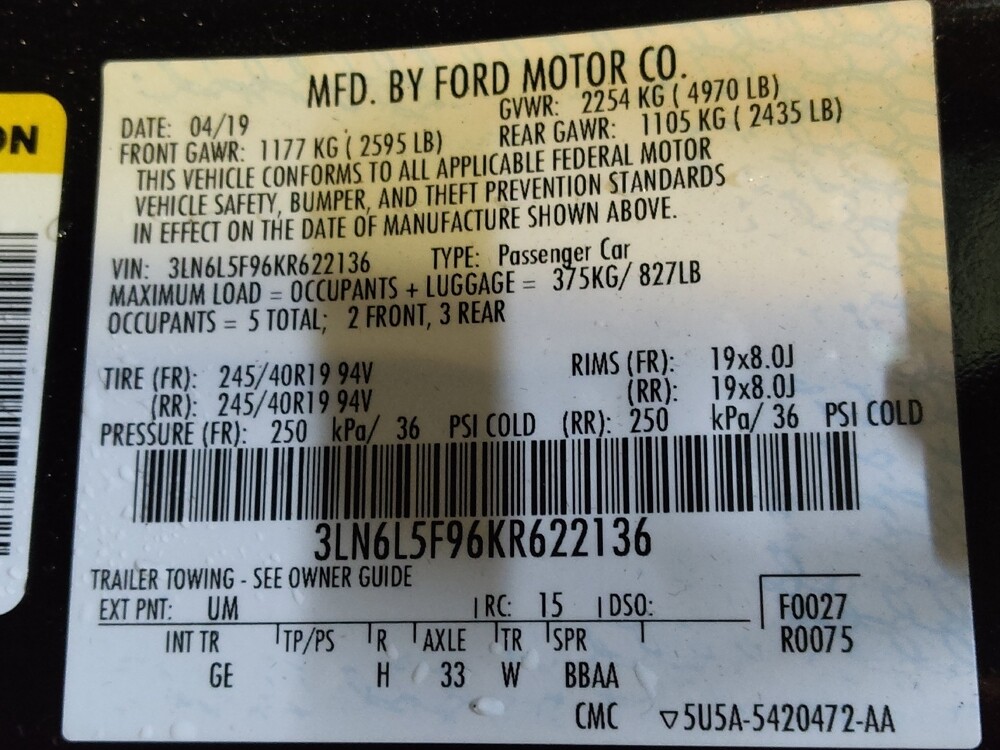 ON
MFD. BY FORD MOTOR CO.
DATE: 04/19 GVWR: 2254 KG ( 4970 LB)
FRONT GAWR: 1177 KG ( 2595 LB) REAR GAWR: 1105 KG ( 2435 LB)
THIS VEHICLE CONFORMS TO ALL APPLICABLE FEDERAL MOTOR
VEHICLE SAFETY, BUMPER, AND THEFT PREVENTION STANDARDS
IN EFFECT ON THE DATE OF MANUFACTURE SHOWN ABOVE.
VIN: 3LN6L5F96KR622136 TYPE: Passenger Car
MAXIMUM LOAD = OCCUPANTS + LUGGAGE = 375KG/ 827LB
OCCUPANTS = 5 TOTAL; 2 FRONT, 3 REAR
TIRE (FR): 245/40R19 94V RIMS (FR): 19x8.0J
(RR): 245/40R19 94V (RR): 19x8.0J
PRESSURE (FR): 250 kPa/ 36 PSI COLD (RR): 250 kPa/ 36 PSI COLD
3LN6L5F96KR622136
TRAILER TOWING - SEE OWNER GUIDE
EXT PNT: UM RC: 15 DSO: F0027
INT TR TP/PS R AXLE TR SPR R0075
GE H 33 W BBAA
CMC ▽5U5A-5420472-AA